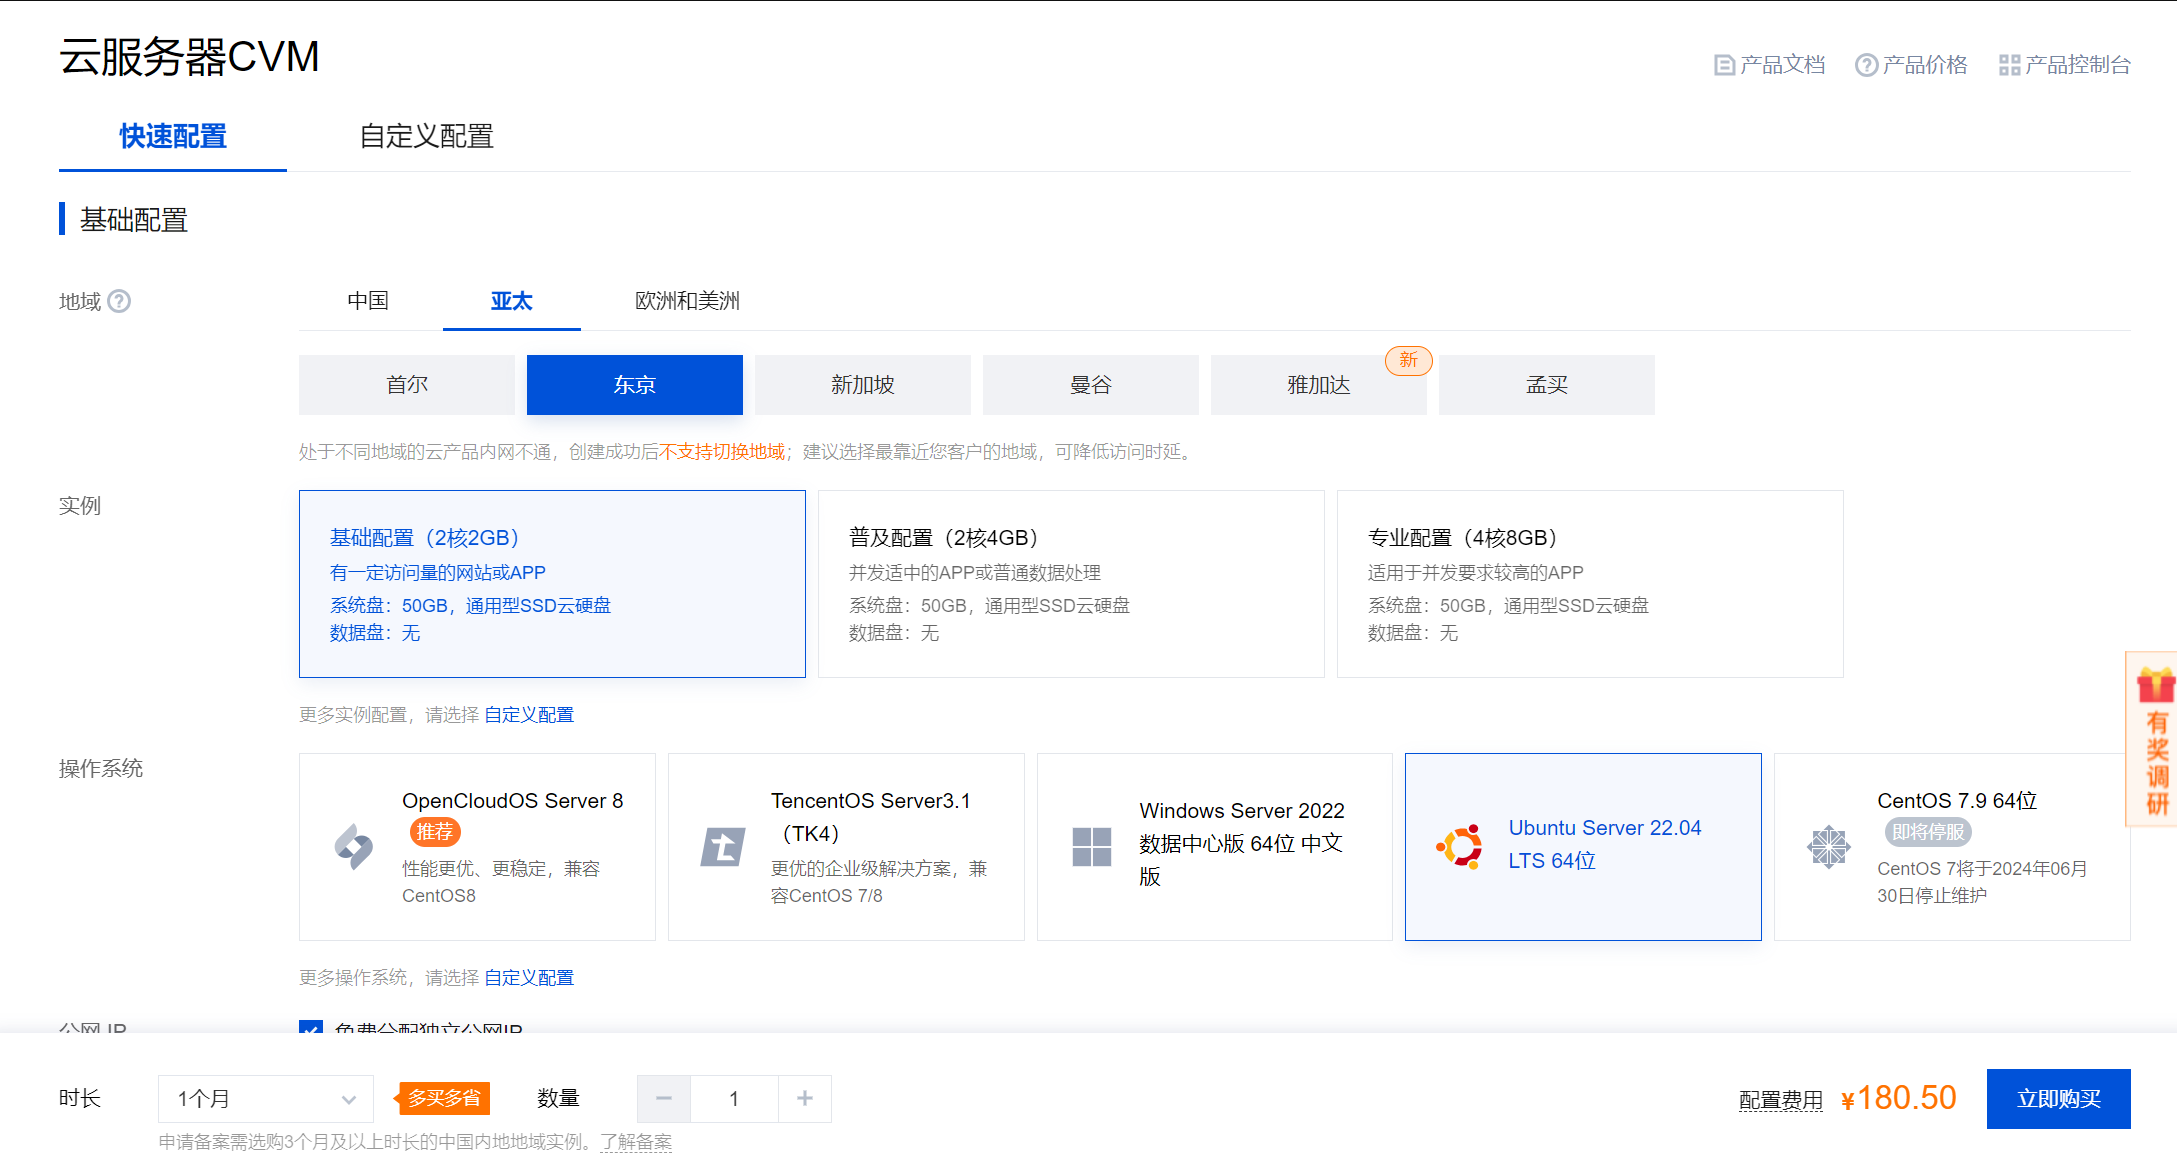 云服务器CVM
产品文档
产品价格
产品控制台
快速配置
自定义配置
基础配置
地域
中国
亚太
欧洲和美洲
首尔
东京
新加坡
曼谷
雅加达
新
孟买
处于不同地域的云产品内网不通，创建成功后不支持切换地域；建议选择最靠近您客户的地域，可降低访问时延。
实例
基础配置（2核2GB）
有一定访问量的网站或APP
系统盘：50GB，通用型SSD云硬盘
数据盘：无
普及配置（2核4GB）
并发适中的APP或普通数据处理
系统盘：50GB，通用型SSD云硬盘
数据盘：无
专业配置（4核8GB）
适用于并发要求较高的APP
系统盘：50GB，通用型SSD云硬盘
数据盘：无
更多实例配置，请选择 自定义配置
操作系统
OpenCloudOS Server 8
推荐
性能更优、更稳定，兼容
CentOS8
TencentOS Server3.1
（TK4）
更优的企业级解决方案，兼
容CentOS 7/8
Windows Server 2022
数据中心版 64位 中文
版
Ubuntu Server 22.04
LTS 64位
CentOS 7.9 64位
即将停服
CentOS 7将于2024年06月
30日停止维护
更多操作系统，请选择 自定义配置
公网 IP
免费分配独立公网IP
有奖调研
时长
1个月
多买多省
数量
1
申请备案需选购3个月及以上时长的中国内地地域实例。了解备案
配置费用
¥180.50
立即购买